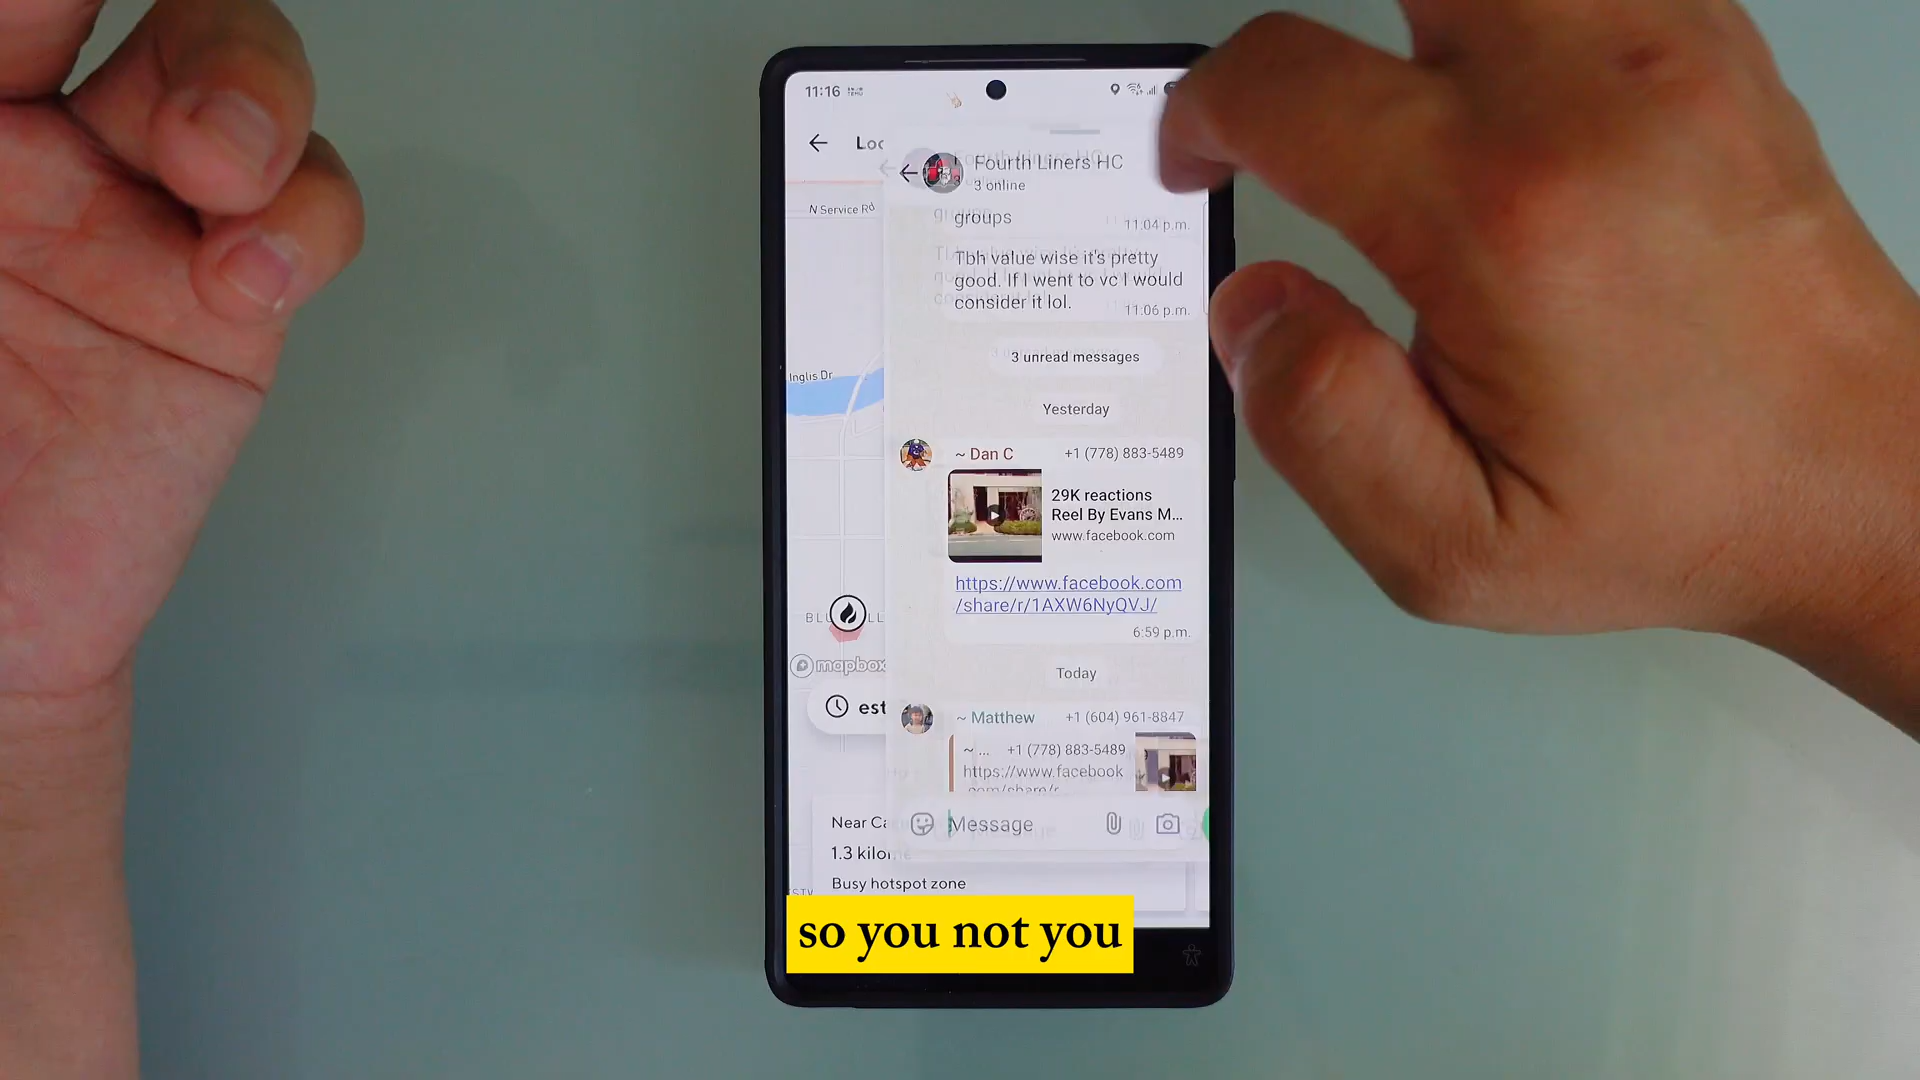 11:16
Loc
Fourth Liners HC
3 online
N Service Rd
groups
11:04 p.m.
Tbh value wise it's pretty
good. If I went to vc I would
consider it lol.
11:06 p.m.
3 unread messages
Inglis Dr
Yesterday
~ Dan C +1 (778) 883-5489
29K reactions
Reel By Evans M...
www.facebook.com
https://www.facebook.com
/share/r/1AXW6NyQVJ/
6:59 p.m.
mapbox
Today
est
~ Matthew +1 (604) 961-8847
~ ... +1 (778) 883-5489
https://www.facebook
.com/share/r
Near Ca
Message
1.3 kilome
Busy hotspot zone
so you not you